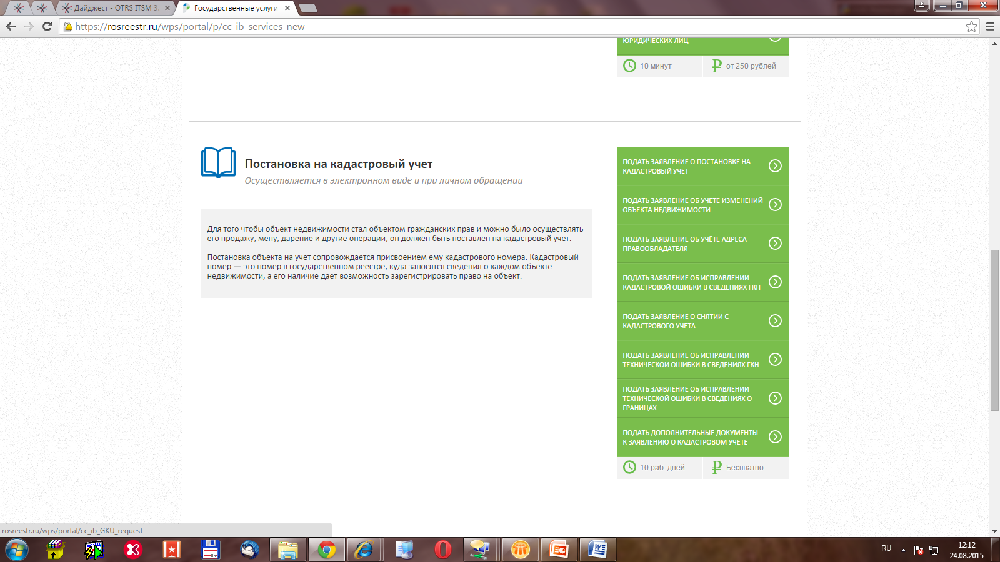 Дайджест - OTRS ITSM 3.
Государственные услуги
https://rosreestr.ru/wps/portal/p/cc_ib_services_new
ЮРИДИЧЕСКИХ ЛИЦ
10 минут
от 250 рублей
Постановка на кадастровый учет
Осуществляется в электронном виде и при личном обращении
Для того чтобы объект недвижимости стал объектом гражданских прав и можно было осуществлять
его продажу, мену, дарение и другие операции, он должен быть поставлен на кадастровый учет.
Постановка объекта на учет сопровождается присвоением ему кадастрового номера. Кадастровый
номер — это номер в государственном реестре, куда заносятся сведения о каждом объекте
недвижимости, а его наличие дает возможность зарегистрировать право на объект.
ПОДАТЬ ЗАЯВЛЕНИЕ О ПОСТАНОВКЕ НА
КАДАСТРОВЫЙ УЧЕТ
ПОДАТЬ ЗАЯВЛЕНИЕ ОБ УЧЕТЕ ИЗМЕНЕНИЙ
ОБЪЕКТА НЕДВИЖИМОСТИ
ПОДАТЬ ЗАЯВЛЕНИЕ ОБ УЧЁТЕ АДРЕСА
ПРАВООБЛАДАТЕЛЯ
ПОДАТЬ ЗАЯВЛЕНИЕ ОБ ИСПРАВЛЕНИИ
КАДАСТРОВОЙ ОШИБКИ В СВЕДЕНИЯХ ГКН
ПОДАТЬ ЗАЯВЛЕНИЕ О СНЯТИИ С
КАДАСТРОВОГО УЧЕТА
ПОДАТЬ ЗАЯВЛЕНИЕ ОБ ИСПРАВЛЕНИИ
ТЕХНИЧЕСКОЙ ОШИБКИ В СВЕДЕНИЯХ ГКН
ПОДАТЬ ЗАЯВЛЕНИЕ ОБ ИСПРАВЛЕНИИ
ТЕХНИЧЕСКОЙ ОШИБКИ В СВЕДЕНИЯХ О
ГРАНИЦАХ
ПОДАТЬ ДОПОЛНИТЕЛЬНЫЕ ДОКУМЕНТЫ
К ЗАЯВЛЕНИЮ О КАДАСТРОВОМ УЧЕТЕ
10 раб. дней
Бесплатно
rosreestr.ru/wps/portal/cc_ib_GKU_request
64
RU
12:12
24.08.2015